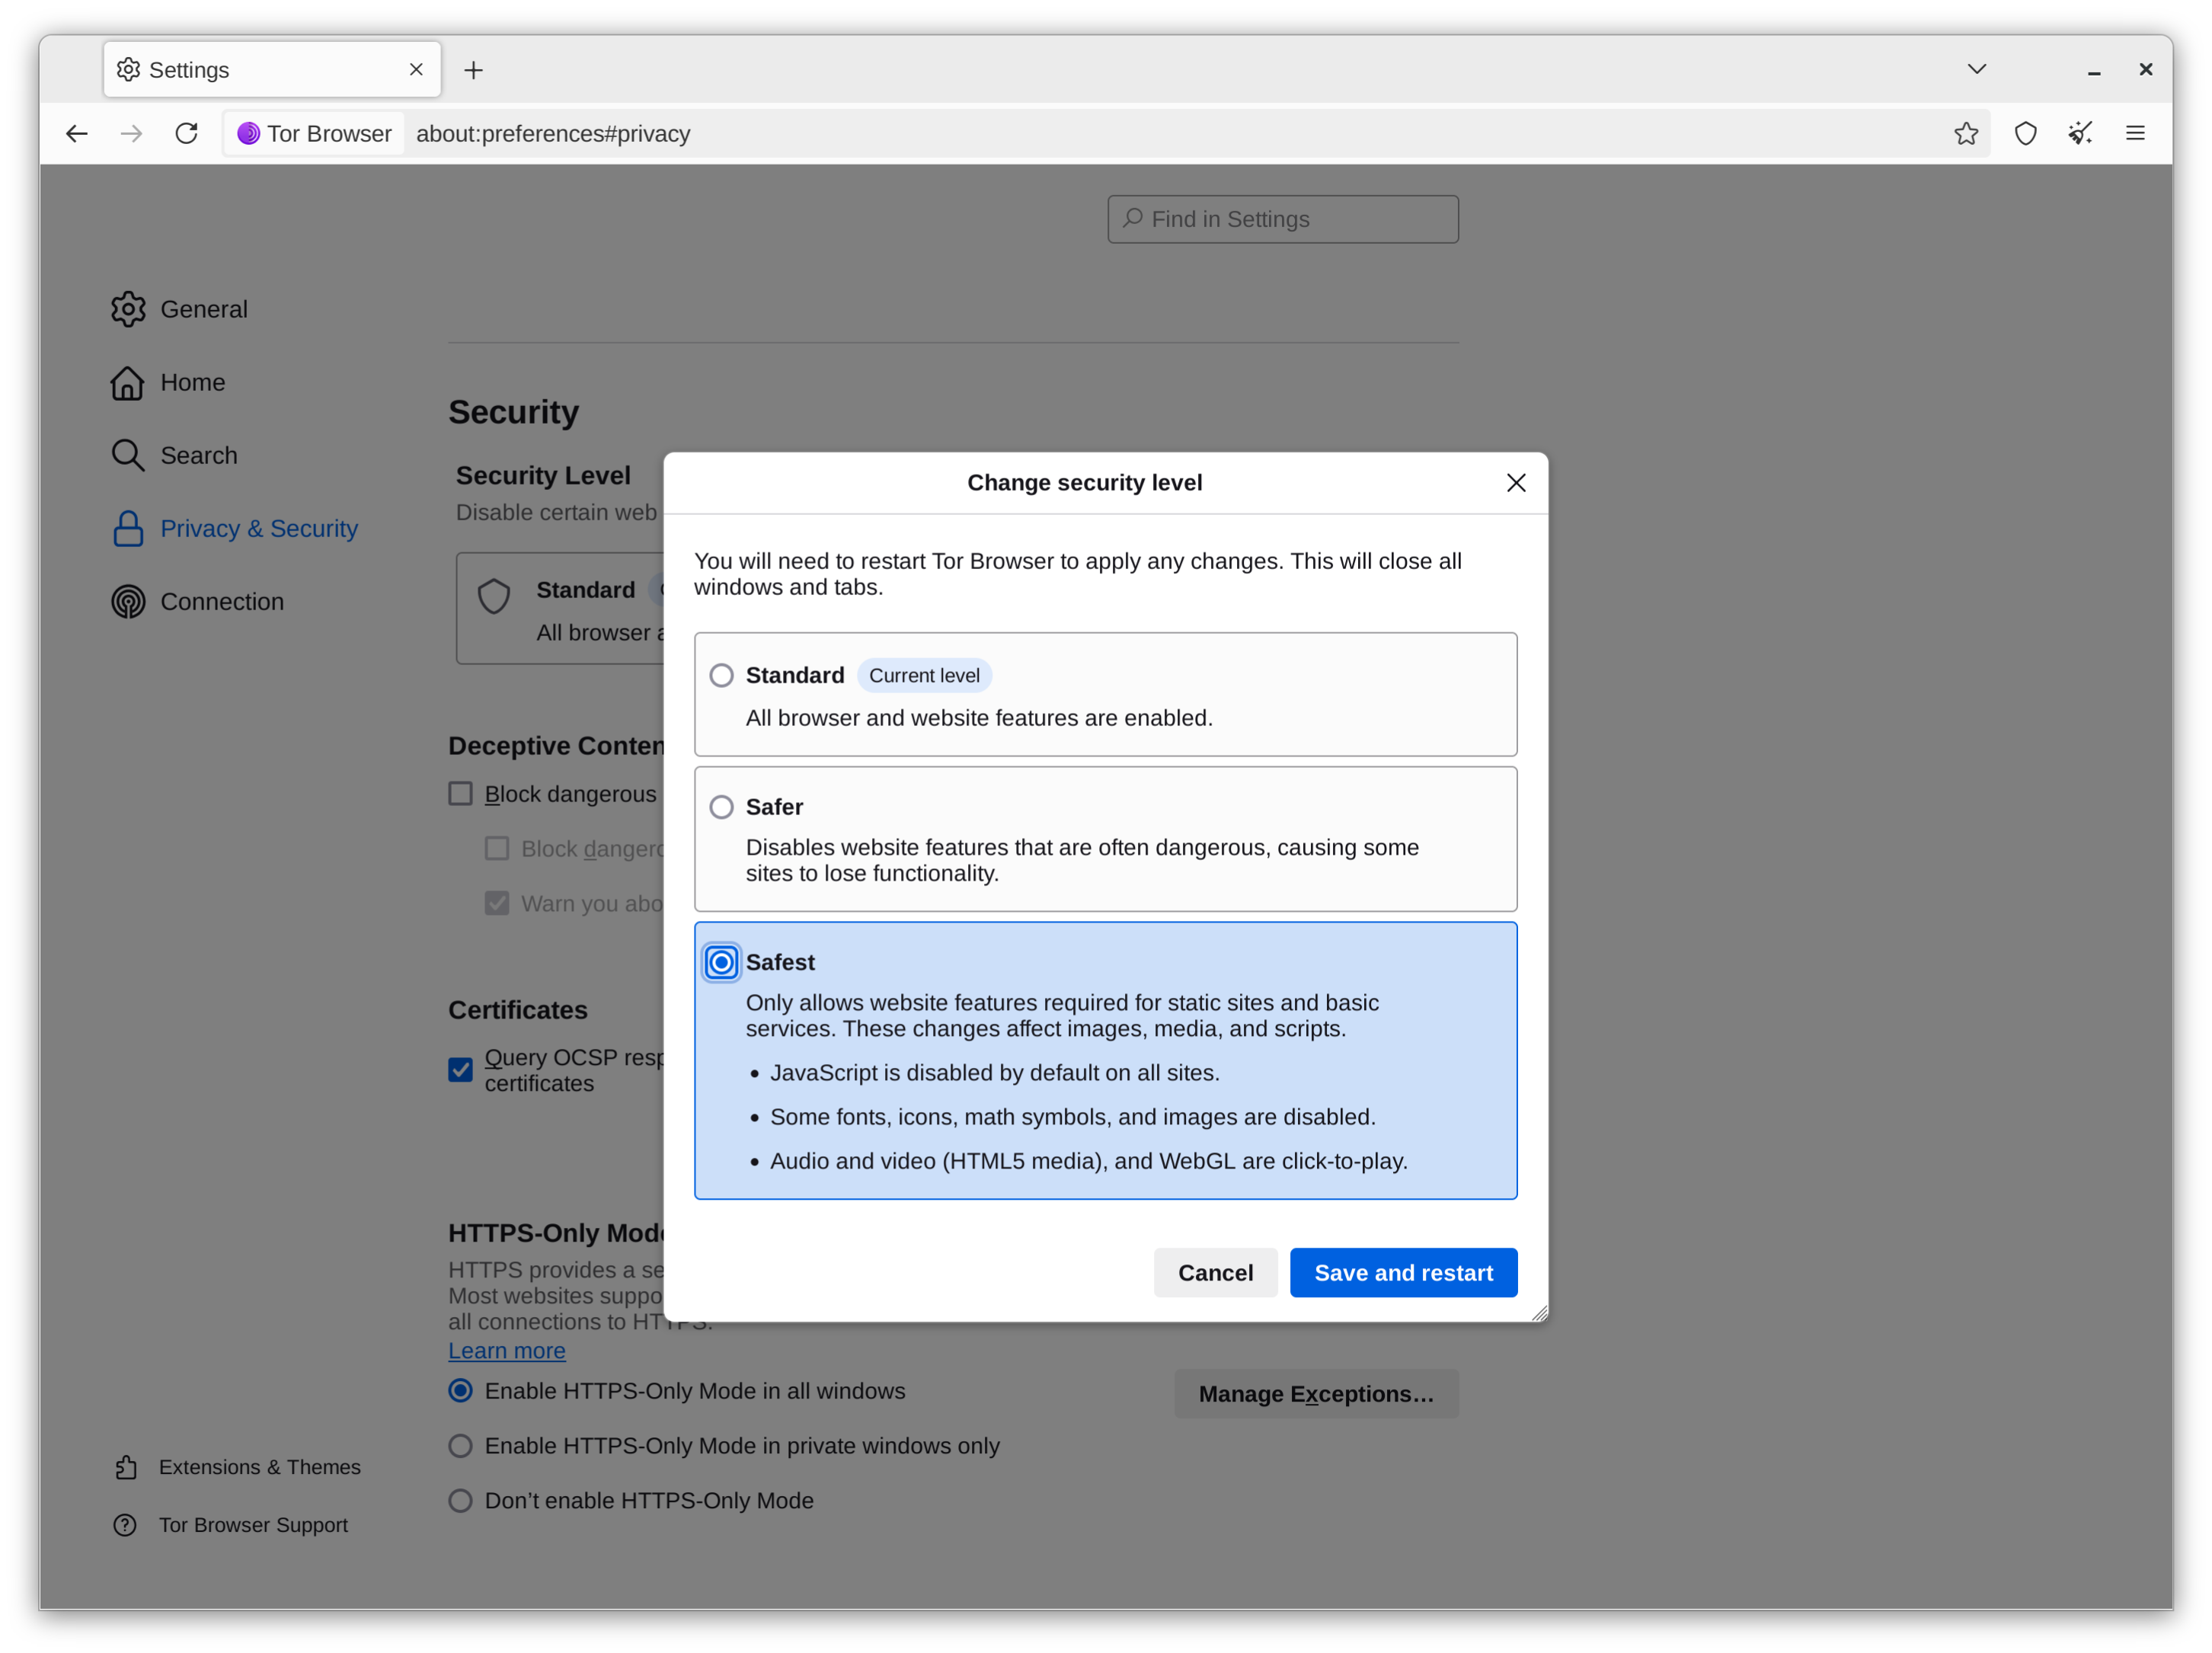 Settings
Tor Browser about:preferences#privacy
Find in Settings
General
Home
Search
Privacy & Security
Connection
Extensions & Themes
Tor Browser Support
Security
Security Level
Disable certain web
Standard
All browser
Deceptive Conten
Block dangerous
Block dangero
Warn you abo
Certificates
Query OCSP resp
certificates
HTTPS-Only Mode
HTTPS provides a se
Most websites suppo
all connections to HTTPS.
Learn more
Enable HTTPS-Only Mode in all windows
Manage Exceptions…
Enable HTTPS-Only Mode in private windows only
Don’t enable HTTPS-Only Mode
Change security level
You will need to restart Tor Browser to apply any changes. This will close all
windows and tabs.
Standard Current level
All browser and website features are enabled.
Safer
Disables website features that are often dangerous, causing some
sites to lose functionality.
Safest
Only allows website features required for static sites and basic
services. These changes affect images, media, and scripts.
• JavaScript is disabled by default on all sites.
• Some fonts, icons, math symbols, and images are disabled.
• Audio and video (HTML5 media), and WebGL are click-to-play.
Cancel Save and restart